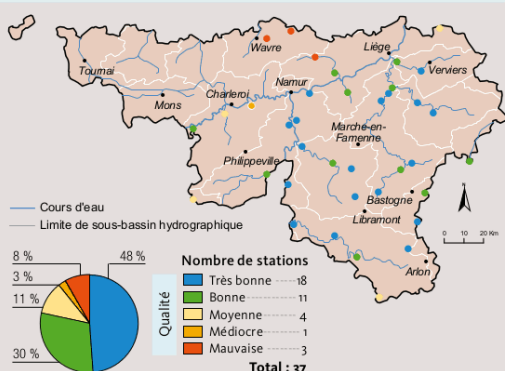 Wavre
Liège
Verviers
Tournai
Namur
Charleroi
Mons
Marche-en-
Famenne
Philippeville
Bastogne
Libramont
Arlon
Cours d'eau
Limite de sous-bassin hydrographique
0 10 20 Km
8 %
48 %
3 %
11 %
30 %
Nombre de stations
Qualité
Très bonne 18
Bonne 11
Moyenne 4
Médiocre 1
Mauvaise 3
Total : 37